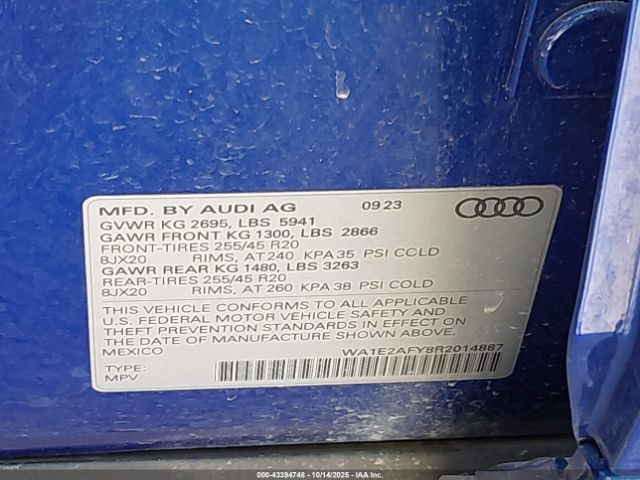 MFD. BY AUDI AG 09 23
GVWR KG 2695, LBS 5941
GAWR FRONT KG 1300, LBS 2866
FRONT-TIRES 255/45 R20
8JX20 RIMS, AT 240 KPA 35 PSI COLD
GAWR REAR KG 1480, LBS 3263
REAR-TIRES 255/45 R20
8JX20 RIMS, AT 260 KPA 38 PSI COLD
THIS VEHICLE CONFORMS TO ALL APPLICABLE
U.S. FEDERAL MOTOR VEHICLE SAFETY AND
THEFT PREVENTION STANDARDS IN EFFECT ON
THE DATE OF MANUFACTURE SHOWN ABOVE.
MEXICO WA1E2AFY8R2014887
TYPE:
MPV
000-43394748 - 10/14/2025 - IAA Inc.